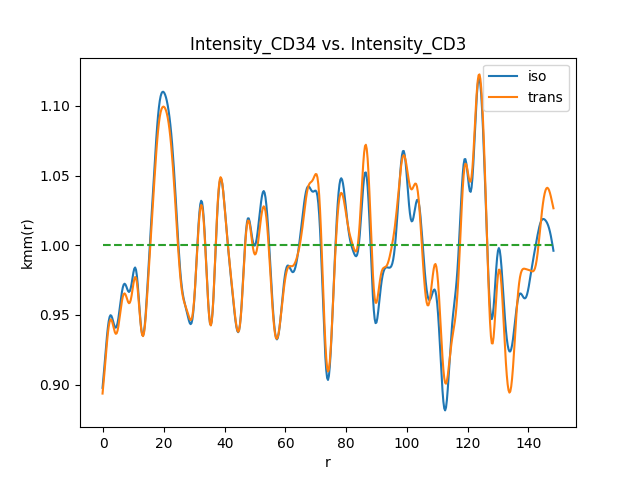 Intensity_CD34 vs. Intensity_CD3
iso
trans
kmm(r)
1.10
1.05
1.00
0.95
0.90
0 20 40 60 80 100 120 140
r